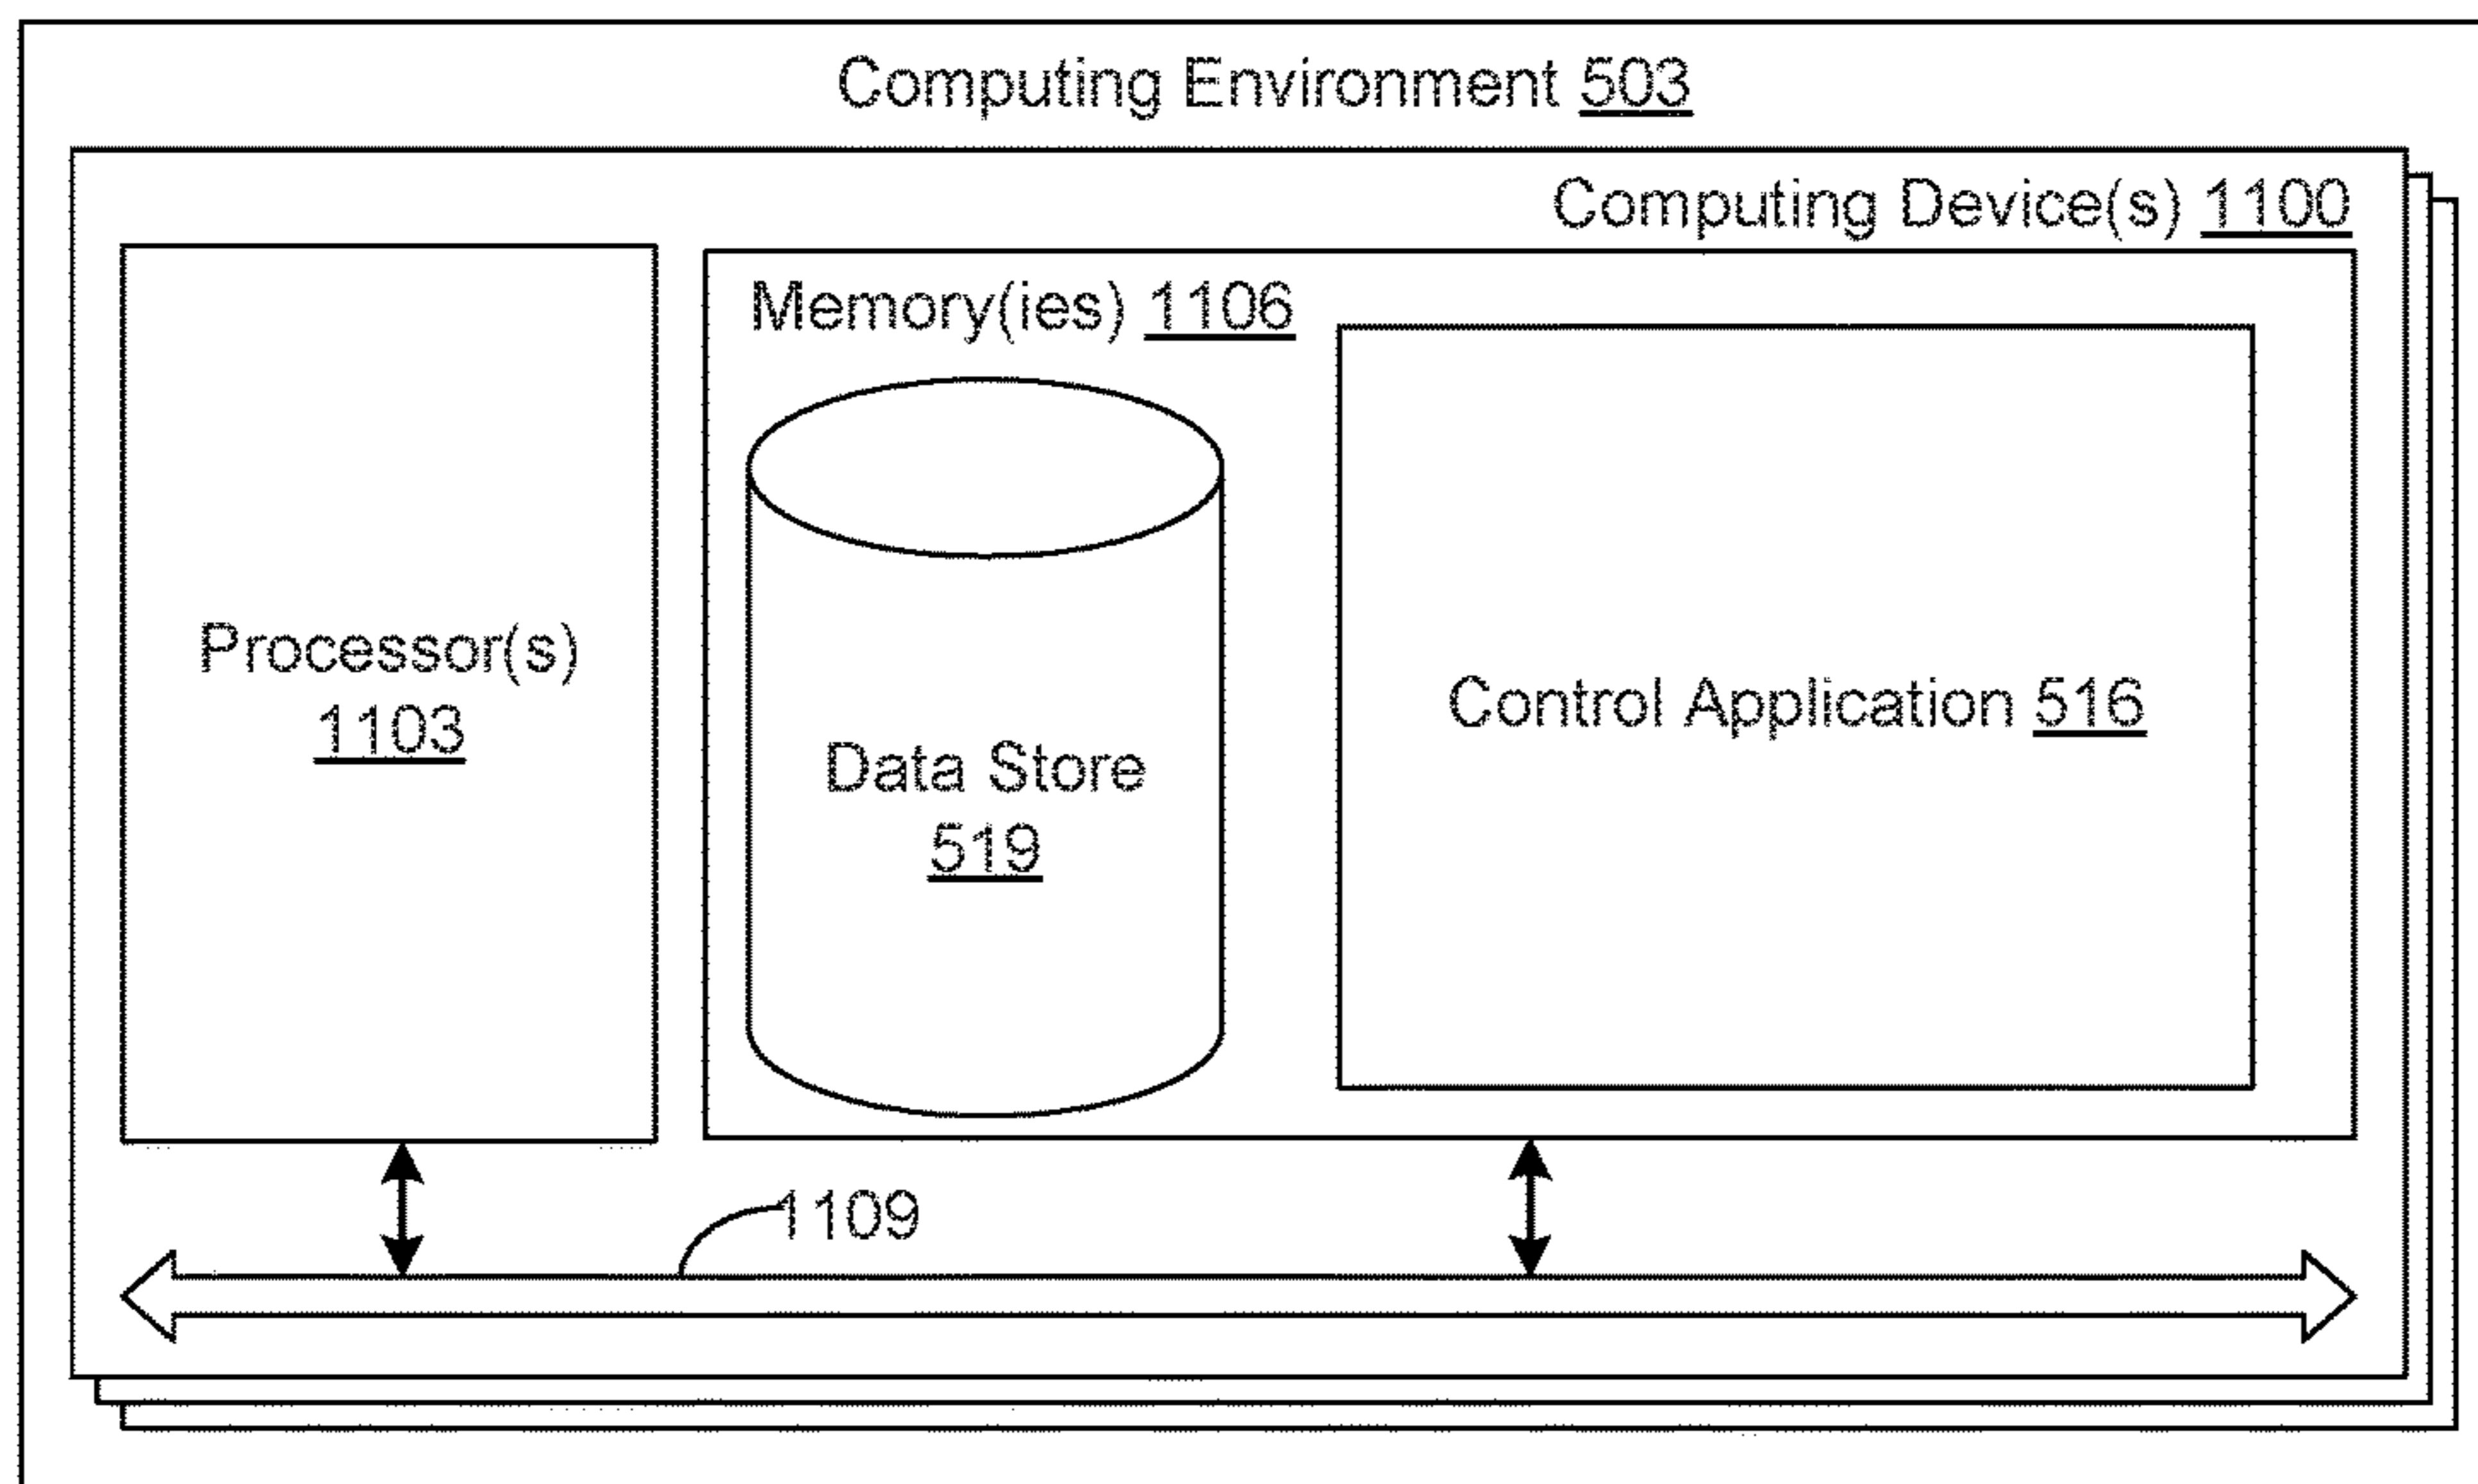 Computing Environment 503
Computing Device(s) 1100
Memory(ies) 1106
Processor(s)
1103
Data Store
519
Control Application 516
1109